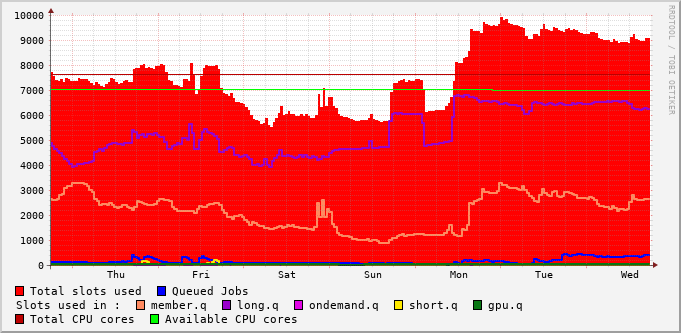 10000
9000
8000
7000
6000
5000
4000
3000
2000
1000
0
Thu Fri Sat Sun Mon Tue Wed
RRDTOOL / TOBI OETIKER
Total slots used Queued Jobs
Slots used in : member.q long.q ondemand.q short.q gpu.q
Total CPU cores Available CPU cores